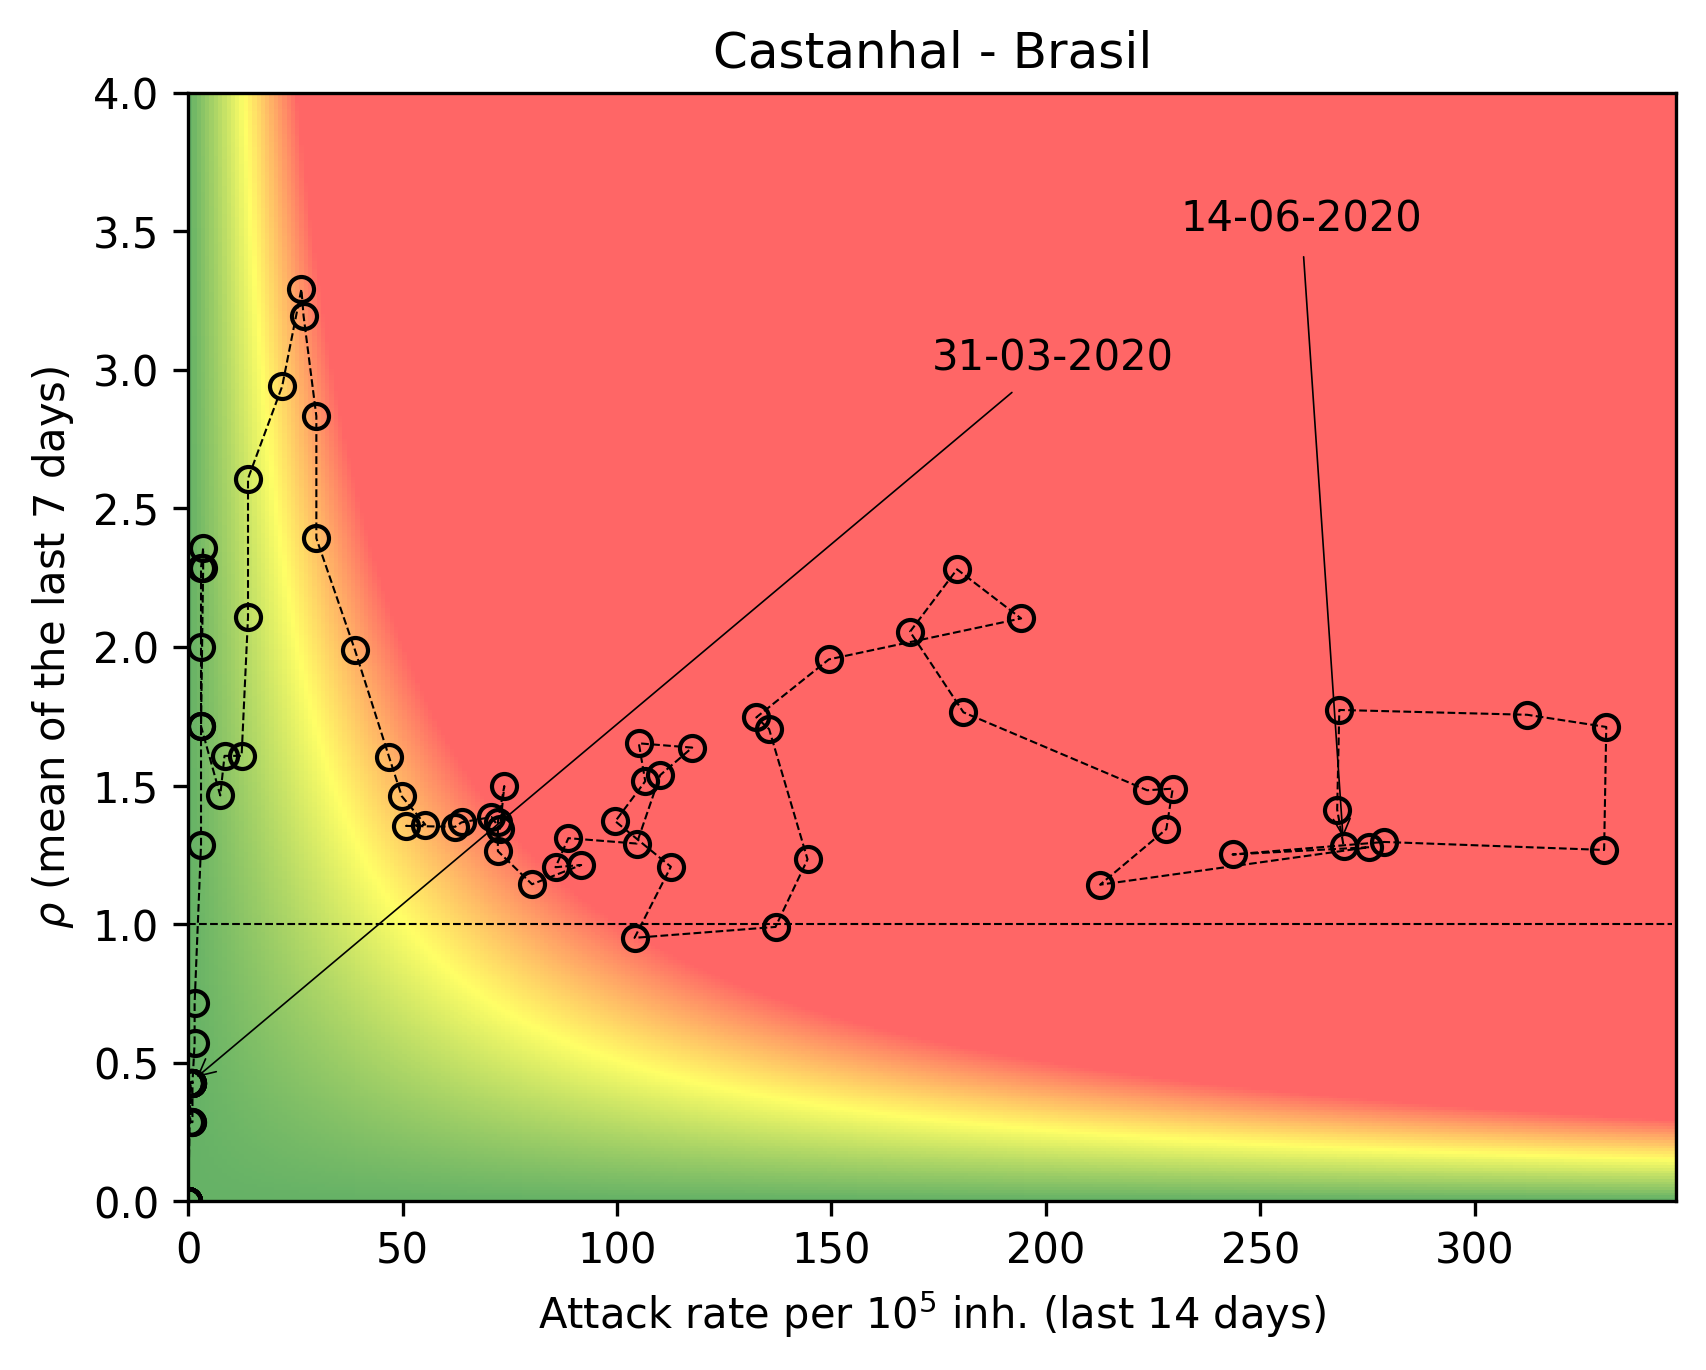 Castanhal - Brasil
4.0
3.5
3.0
2.5
2.0
1.5
1.0
0.5
0.0
ρ (mean of the last 7 days)
14-06-2020
31-03-2020
0 50 100 150 200 250 300
Attack rate per 10⁵ inh. (last 14 days)